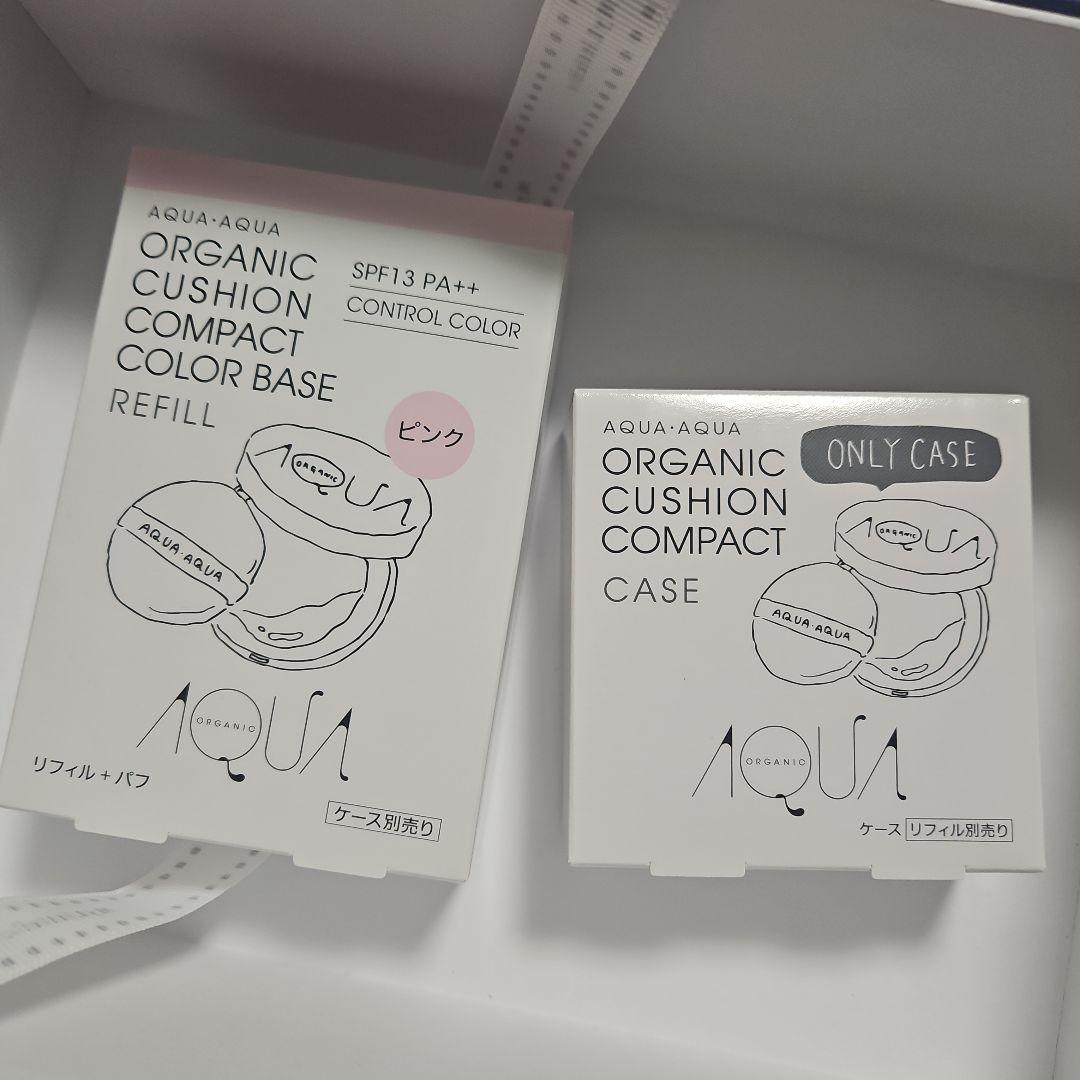 AQUA・AQUA
ORGANIC
CUSHION
COMPACT
COLOR BASE
REFILL
SPF13 PA++
CONTROL COLOR
ピンク
AQUA
ORGANIC
AQUA・AQUA
AQUA
ORGANIC
リフィル+パフ
ケース別売り
AQUA・AQUA
ORGANIC
CUSHION
COMPACT
CASE
ONLY CASE
AQUA
ORGANIC
AQUA・AQUA
AQUA
ORGANIC
ケース リフィル別売り